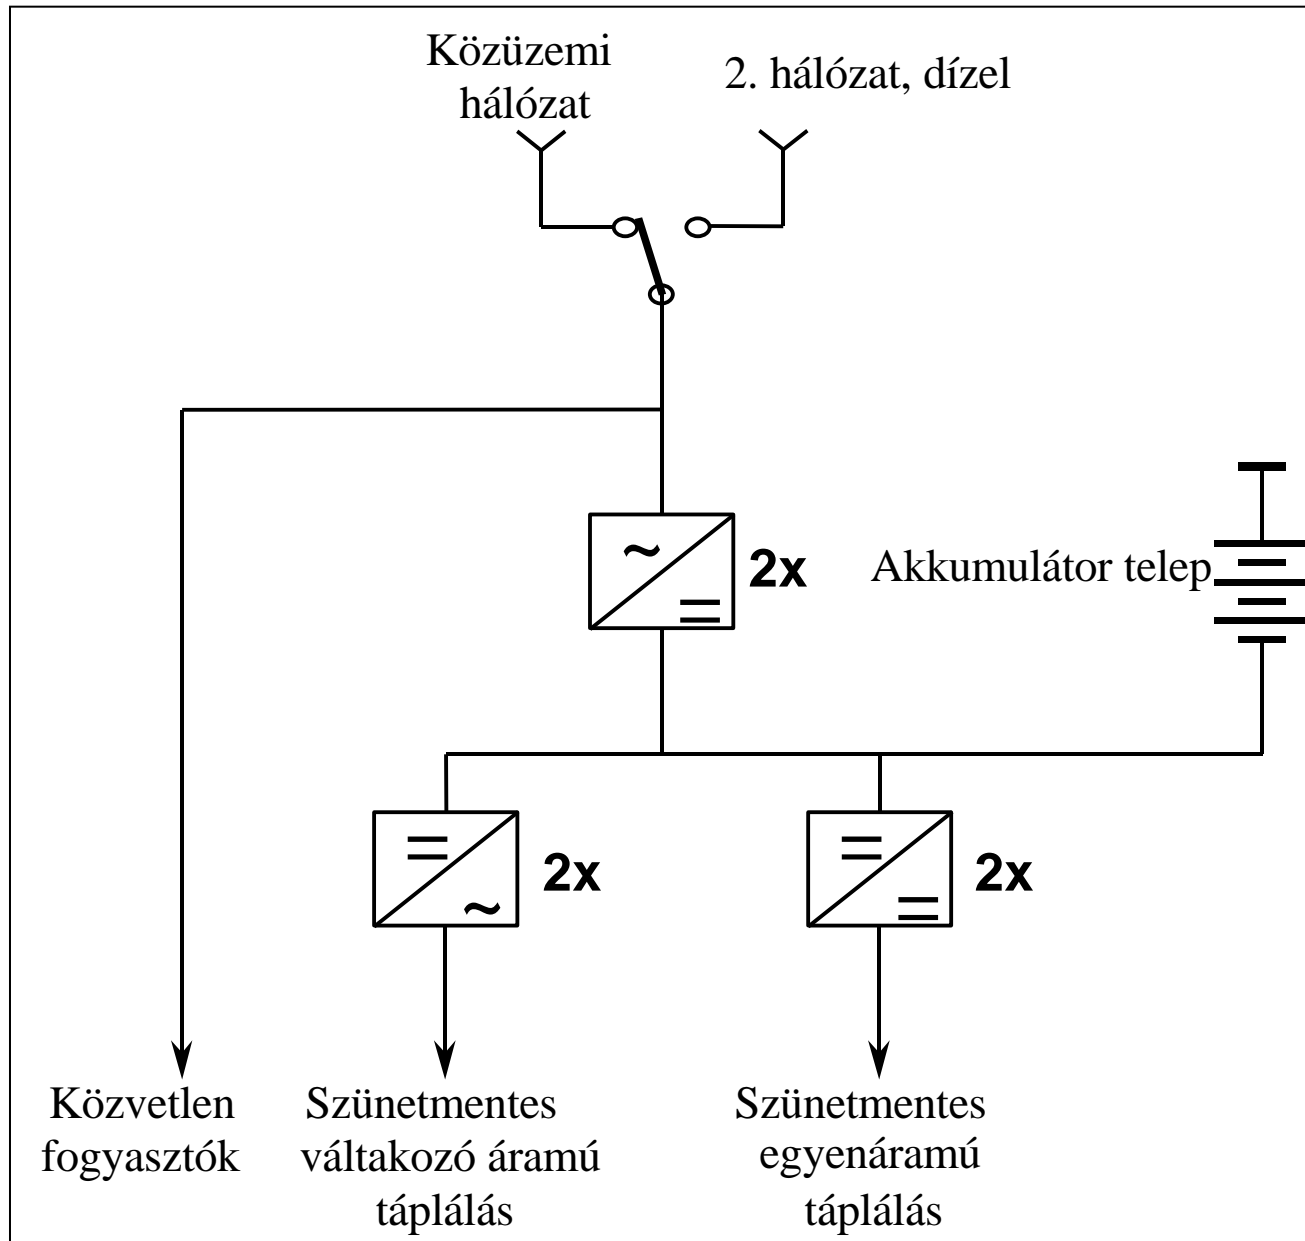 Közüzemi
hálózat
2. hálózat, dízel
2x
Akkumulátor telep
2x
2x
Közvetlen
fogyasztók
Szünetmentes
váltakozó áramú
táplálás
Szünetmentes
egyenáramú
táplálás